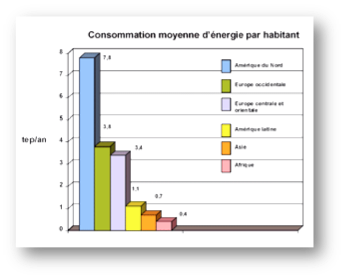 Consommation moyenne d'énergie par habitant
8
7
6
5
4
3
2
1
0
tep/an
7,8
3,8
3,4
1,1
0,7
0,4
Amérique du Nord
Europe occidentale
Europe centrale et
orientale
Amérique latine
Asie
Afrique